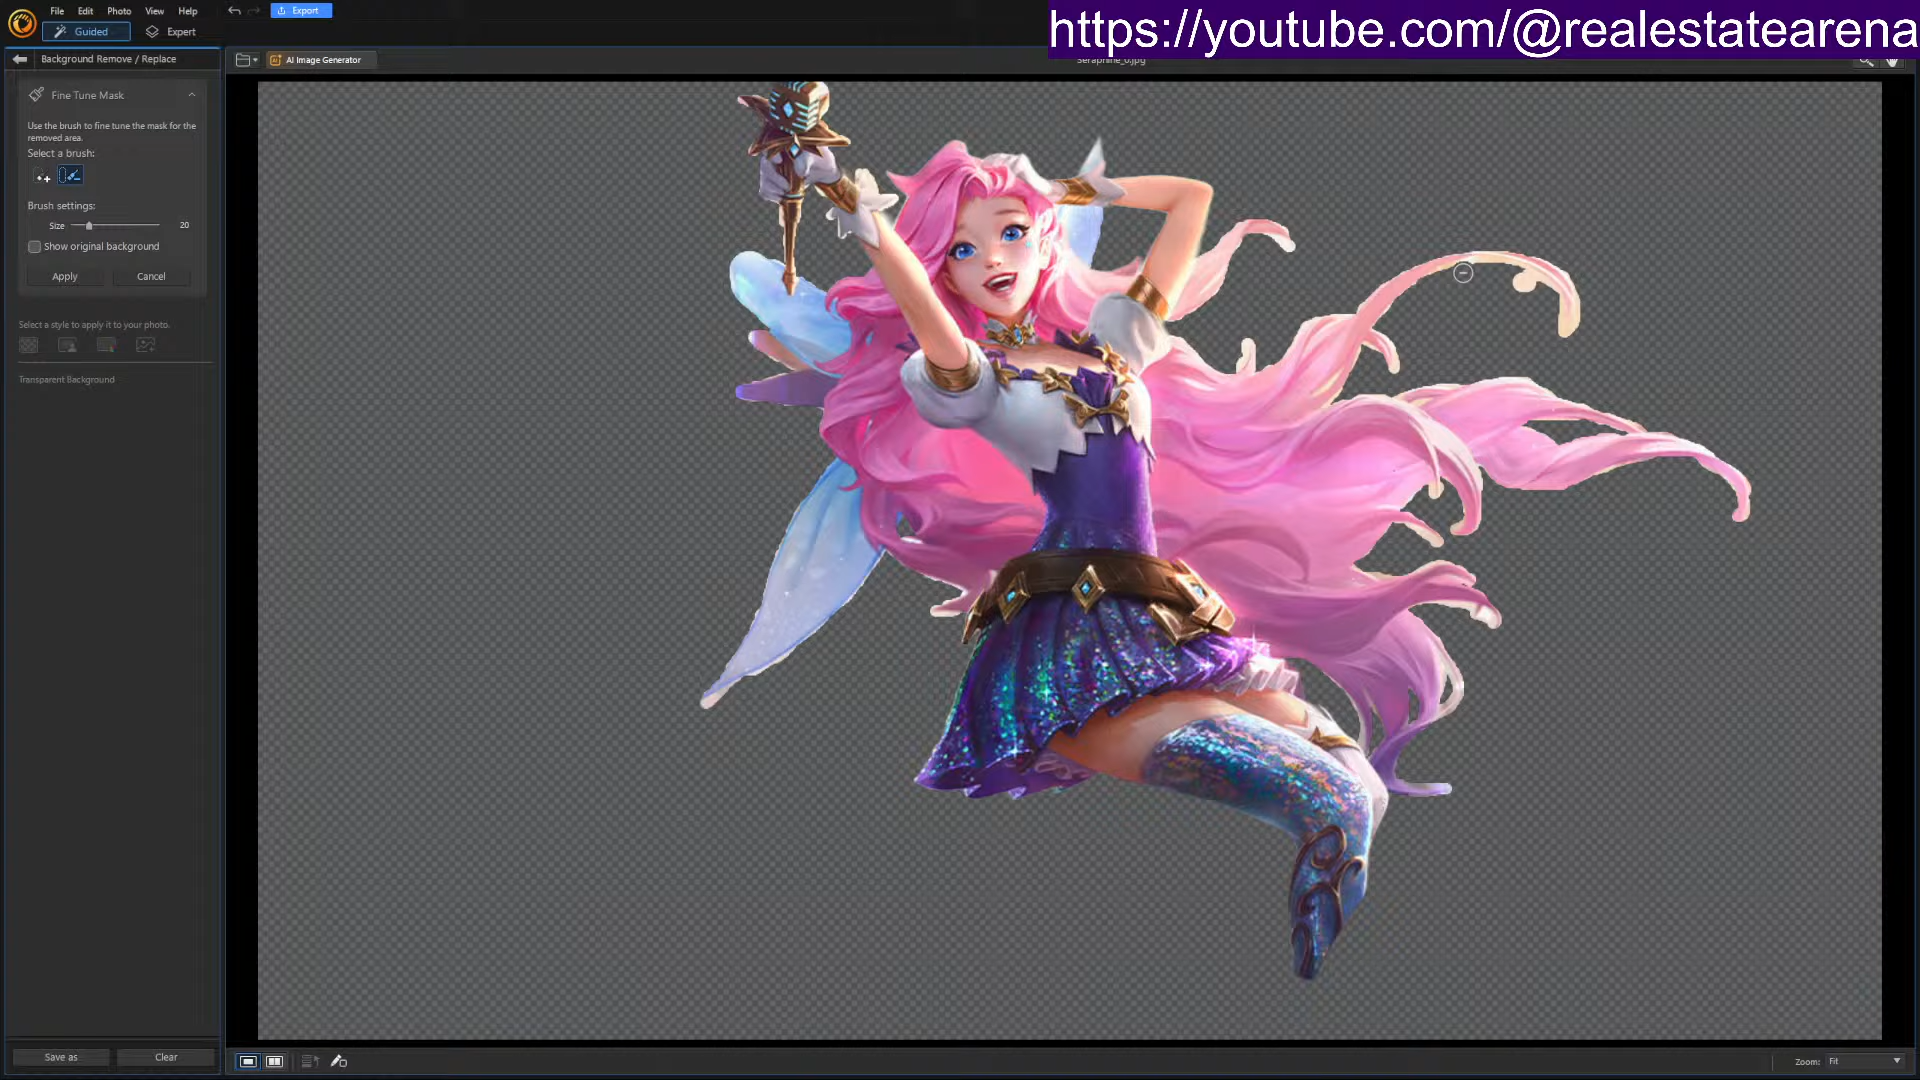 File Edit Photo View Help
Export
https://youtube.com/@realestatearena
Guided
Expert
Background Remove / Replace
AI Image Generator
Seraphine_0.jpg
Fine Tune Mask
Use the brush to fine tune the mask for the
removed area.
Select a brush:
Brush settings:
Size 20
Show original background
Apply Cancel
Select a style to apply it to your photo.
Transparent Background
Save as Clear
Zoom: Fit